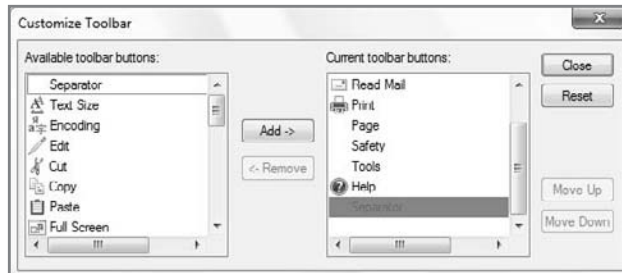 Customize Toolbar
x
Available toolbar buttons:
Separator
Text Size
Encoding
Edit
Cut
Copy
Paste
Full Screen
Add ->
<- Remove
Current toolbar buttons:
Read Mail
Print
Page
Safety
Tools
Help
Separator
Close
Reset
Move Up
Move Down